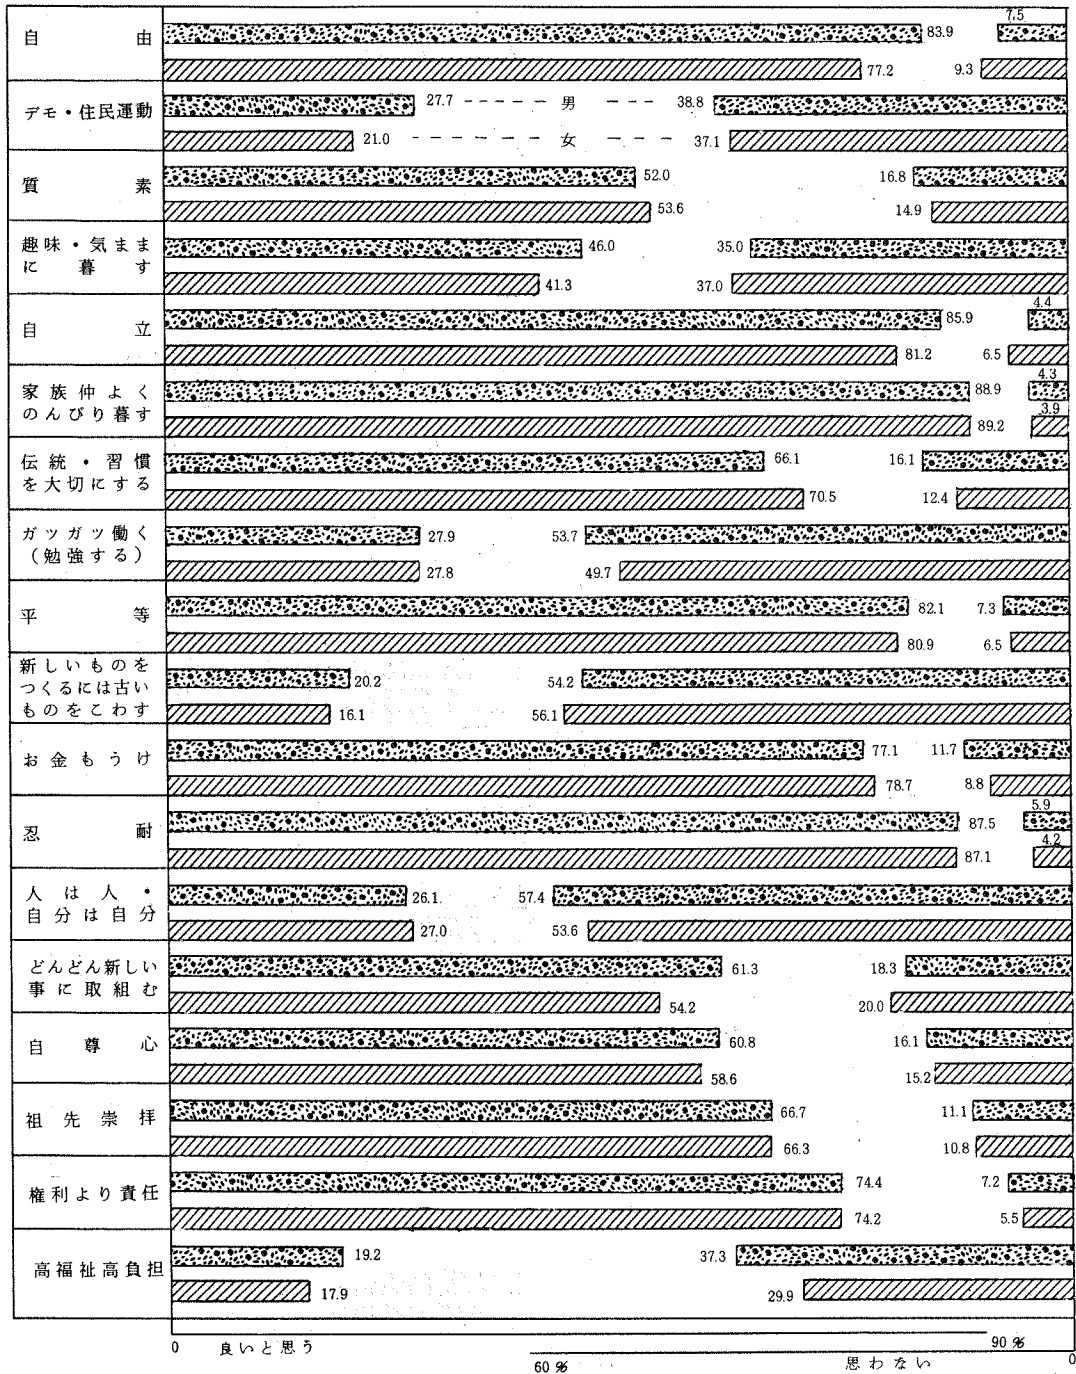 自由
83.9 7.5
77.2 9.3
デモ・住民運動
27.7 男 38.8
21.0 女 37.1
質素
52.0 16.8
53.6 14.9
趣味・気まま
に暮す
46.0 35.0
41.3 37.0
自立
85.9 4.4
81.2 6.5
家族仲よく
のんびり暮す
88.9 4.3
89.2 3.9
伝統・習慣
を大切にする
66.1 16.1
70.5 12.4
ガツガツ働く
（勉強する）
27.9 53.7
27.8 49.7
平等
82.1 7.3
80.9 6.5
新しいものを
つくるには古い
ものをこわす
20.2 54.2
16.1 56.1
お金もうけ
77.1 11.7
78.7 8.8
忍耐
87.5 5.9
87.1 4.2
人は人・
自分は自分
26.1 57.4
27.0 53.6
どんどん新しい
事に取組む
61.3 18.3
54.2 20.0
自尊心
60.8 16.1
58.6 15.2
祖先崇拝
66.7 11.1
66.3 10.8
権利より責任
74.4 7.2
74.2 5.5
高福祉高負担
19.2 37.3
17.9 29.9
0 良いと思う 90%
60% 思わない 0